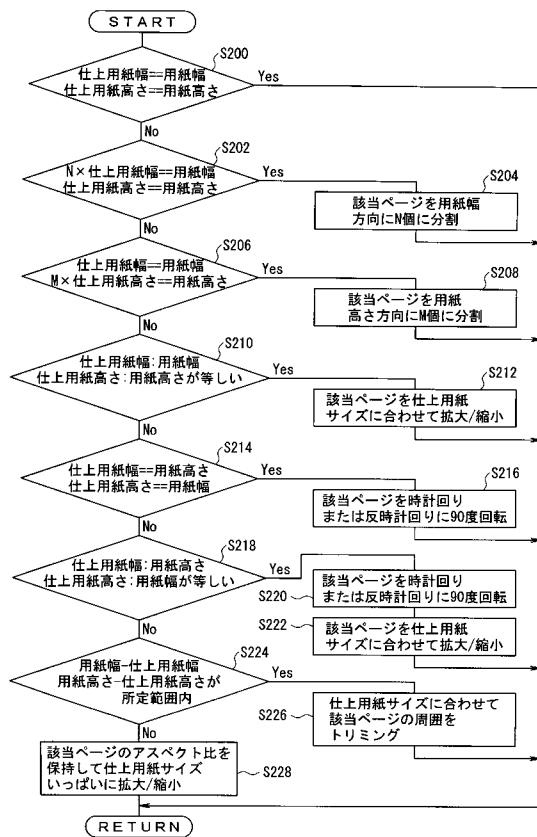 START
S200
仕上用紙幅==用紙幅
仕上用紙高さ==用紙高さ
Yes
No
S202
N×仕上用紙幅==用紙幅
仕上用紙高さ==用紙高さ
Yes
S204
該当ページを用紙幅
方向にN個に分割
No
S206
仕上用紙幅==用紙幅
M×仕上用紙高さ==用紙高さ
Yes
S208
該当ページを用紙
高さ方向にM個に分割
No
S210
仕上用紙幅:用紙幅
仕上用紙高さ:用紙高さが等しい
Yes
S212
該当ページを仕上用紙
サイズに合わせて拡大/縮小
No
S214
仕上用紙幅==用紙高さ
仕上用紙高さ==用紙幅
Yes
S216
該当ページを時計回り
または反時計回りに90度回転
No
S218
仕上用紙幅:用紙高さ
仕上用紙高さ:用紙幅が等しい
Yes
S220
該当ページを時計回り
または反時計回りに90度回転
S222
該当ページを仕上用紙
サイズに合わせて拡大/縮小
No
S224
用紙幅-仕上用紙幅
用紙高さ-仕上用紙高さが
所定範囲内
Yes
S226
仕上用紙サイズに合わせて
該当ページの周囲を
トリミング
No
該当ページのアスペクト比を
保持して仕上用紙サイズ
いっぱいに拡大/縮小
S228
RETURN